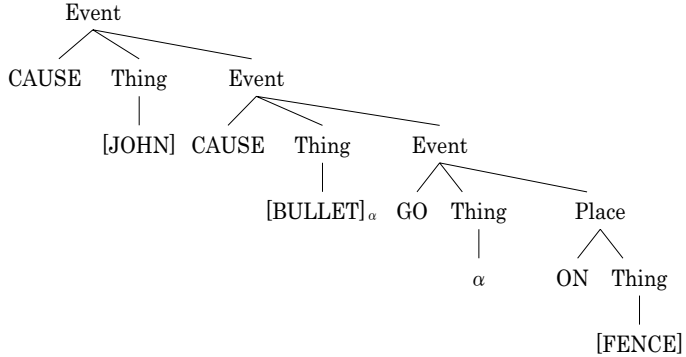 Event
CAUSE Thing Event
[JOHN] CAUSE Thing Event
[BULLET]α GO Thing Place
α ON Thing
[FENCE]